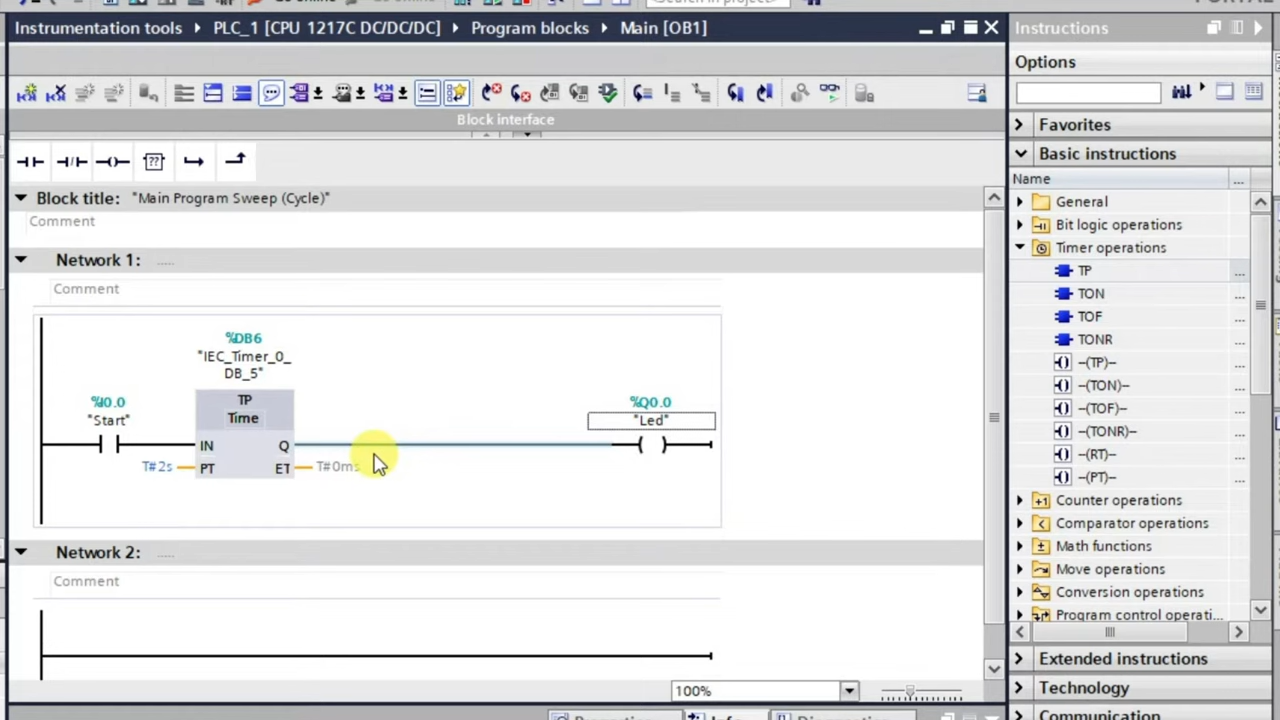 Instrumentation tools ▸ PLC_1 [CPU 1217C DC/DC/DC] ▸ Program blocks ▸ Main [OB1]
Block interface
Block title: "Main Program Sweep (Cycle)"
Comment
Network 1: .....
Comment
%DB6
"IEC_Timer_0_
DB_5"
%I0.0
"Start"
TP
Time
%Q0.0
"Led"
IN Q
T#2s PT ET T#0ms
Network 2: .....
Comment
100%
Instructions
Options
Favorites
Basic instructions
Name ...
General
Bit logic operations
Timer operations
TP ...
TON ...
TOF ...
TONR ...
-(TP)- ...
-(TON)- ...
-(TOF)- ...
-(TONR)- ...
-(RT)- ...
-(PT)- ...
Counter operations
Comparator operations
Math functions
Move operations
Conversion operations
Program control operati...
Extended instructions
Technology
Communication